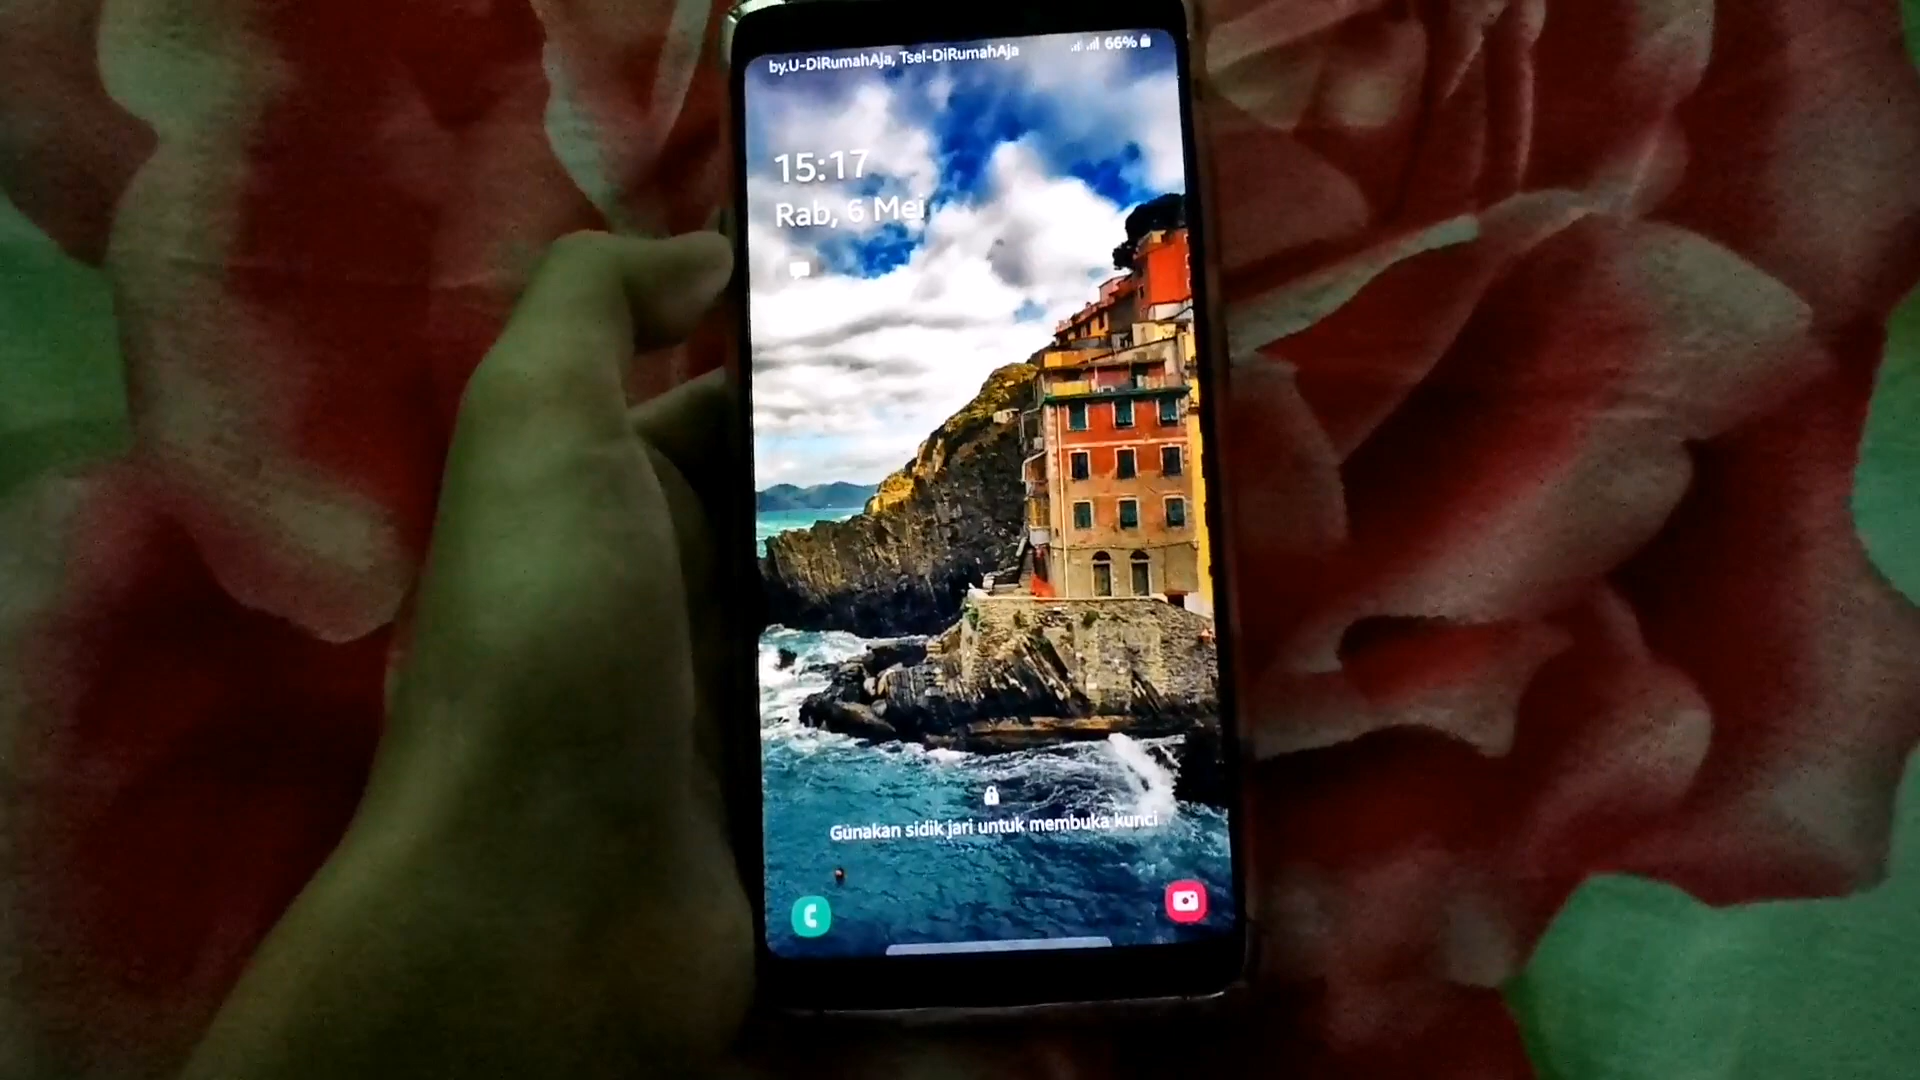 by.U-DiRumahAja, Tsel-DiRumahAja 66%
15:17
Rab, 6 Mei
Gunakan sidik jari untuk membuka kunci